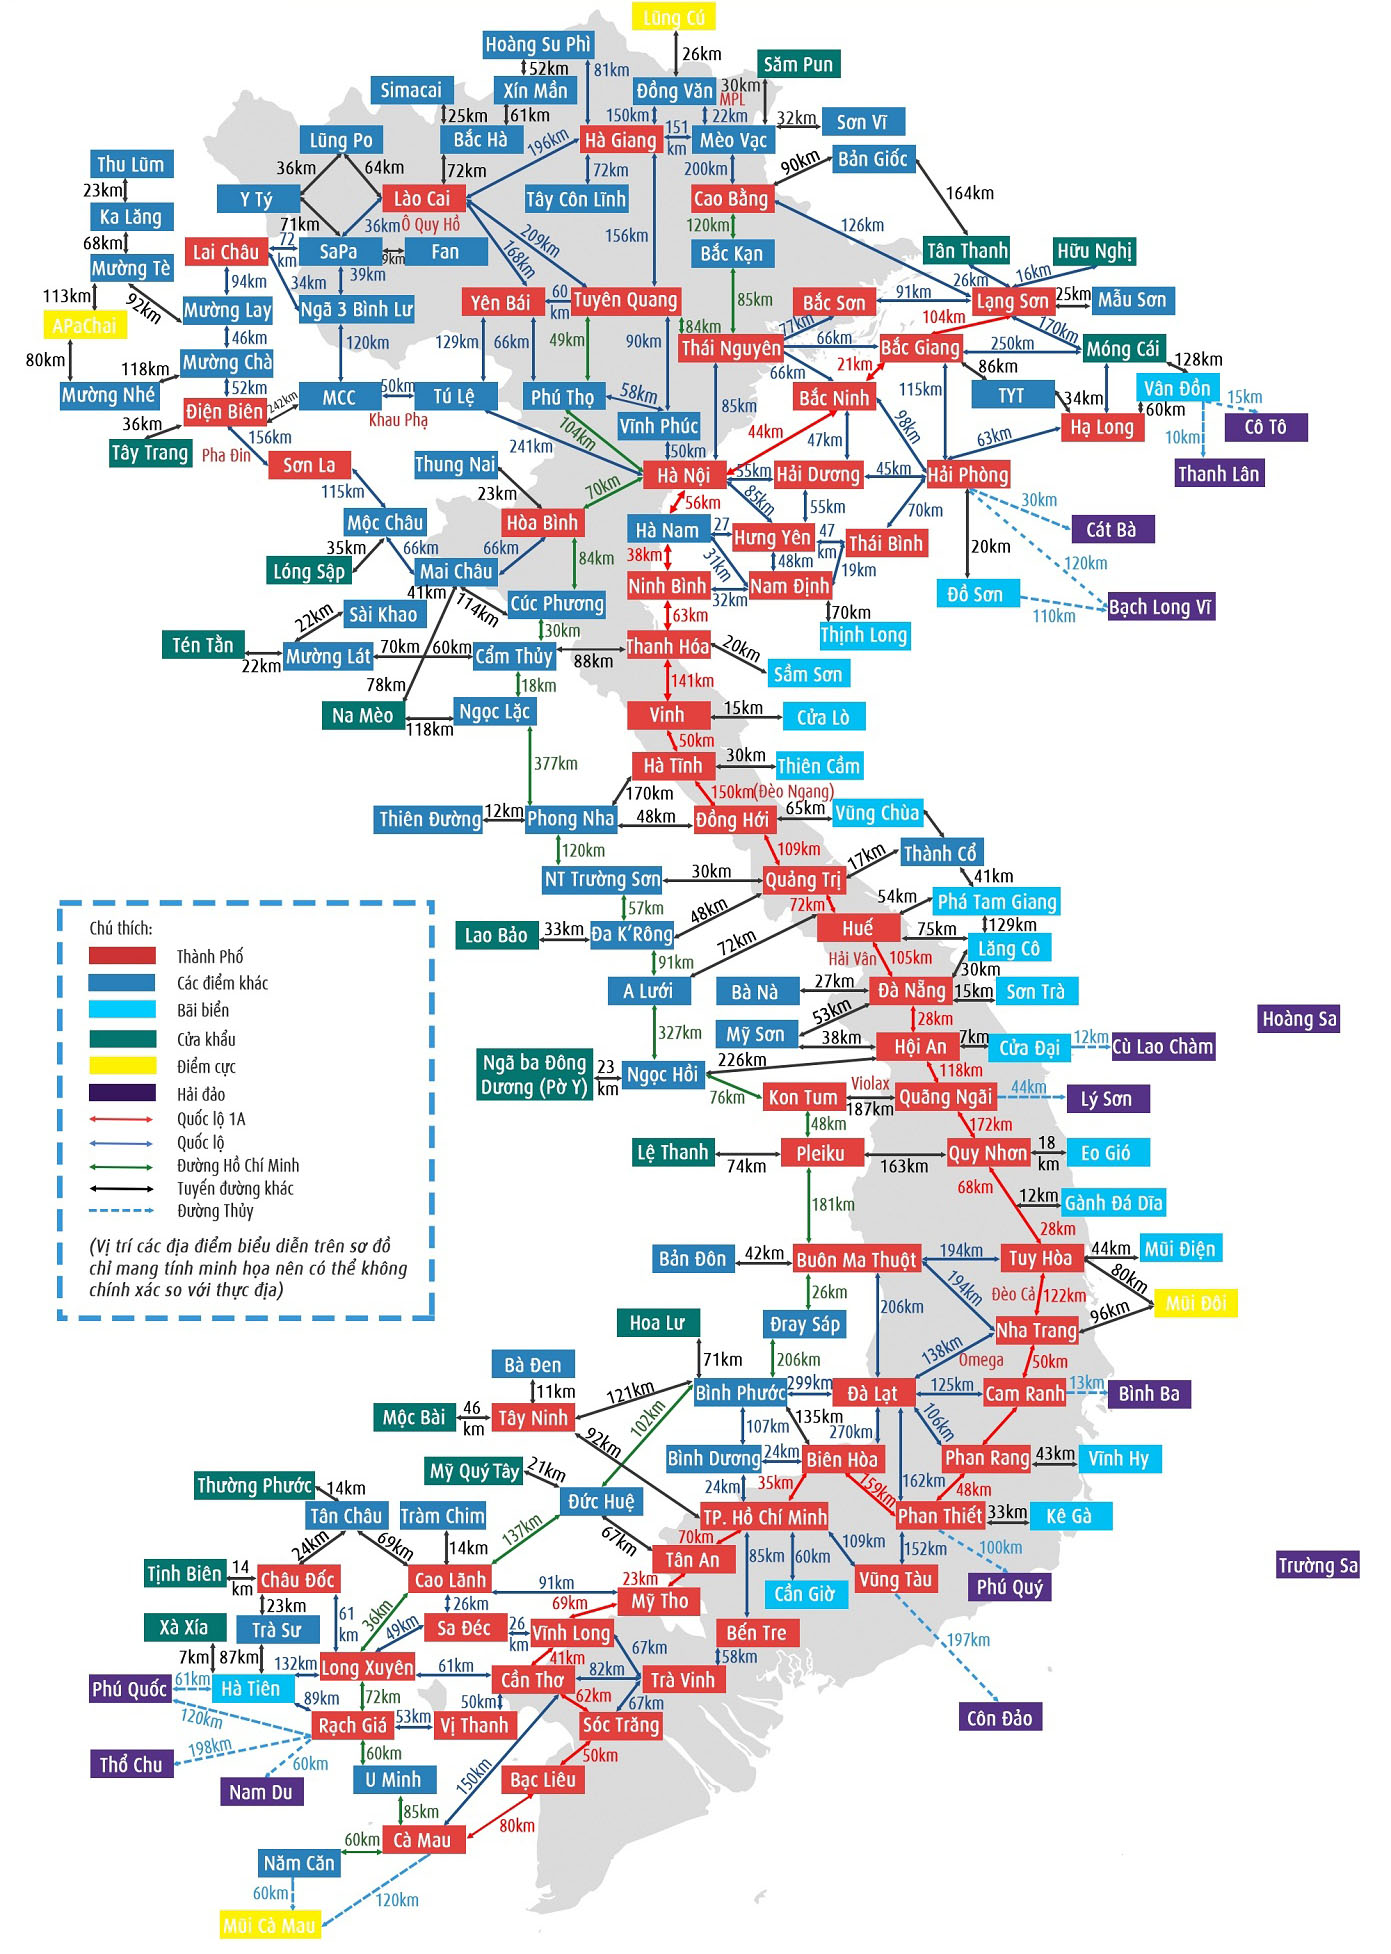 Lũng Cú
Hoàng Su Phì
52km
81km
26km
Săm Pun
Simacai
Xín Mần
Đồng Văn
30km
MPL
25km
61km
150km
22km
32km
Sơn Vĩ
Lũng Po
Bắc Hà
196km
Hà Giang
151
km
Mèo Vạc
Thu Lũm
36km
64km
72km
72km
200km
90km
Bản Giốc
23km
Y Tý
Lào Cai
Tây Côn Lĩnh
Cao Bằng
164km
Ka Lăng
71km
36km
Ô Quy Hồ
209km
156km
120km
126km
68km
Lai Châu
72
km
SaPa
9km
Fan
168km
Bắc Kạn
Tân Thanh
Hữu Nghị
Mường Tè
94km
34km
39km
26km
16km
113km
92km
Mường Lay
Ngã 3 Bình Lư
Yên Bái
60
km
Tuyên Quang
85km
Bắc Sơn
91km
Lạng Sơn
25km
Mẫu Sơn
APaChai
46km
120km
129km
66km
49km
90km
84km
77km
104km
170km
80km
118km
Mường Chà
Thái Nguyên
66km
Bắc Giang
250km
Móng Cái
Mường Nhé
52km
242km
MCC
50km
Tú Lệ
Phú Thọ
58km
66km
21km
86km
128km
36km
Điện Biên
Khau Phạ
85km
Bắc Ninh
115km
TYT
34km
Vân Đồn
60km
15km
Tây Trang
156km
Pha Đin
241km
104km
Vĩnh Phúc
44km
47km
98km
63km
Hạ Long
10km
Cô Tô
Sơn La
Thung Nai
50km
115km
23km
70km
Hà Nội
55km
Hải Dương
45km
Hải Phòng
Thanh Lân
Mộc Châu
Hòa Bình
56km
85km
55km
70km
30km
35km
66km
66km
Hà Nam
27
Hưng Yên
47
km
Thái Bình
20km
Cát Bà
Lóng Sập
Mai Châu
84km
38km
31km
48km
19km
120km
41km
114km
Cúc Phương
Ninh Bình
32km
Nam Định
Đồ Sơn
110km
Bạch Long Vĩ
22km
Sài Khao
30km
63km
70km
Thịnh Long
Tén Tằn
22km
Mường Lát
70km
60km
Cẩm Thủy
88km
Thanh Hóa
20km
Sầm Sơn
78km
18km
141km
Na Mèo
118km
Ngọc Lặc
Vinh
15km
Cửa Lò
50km
377km
Hà Tĩnh
30km
Thiên Cầm
170km
150km(Đèo Ngang)
Thiên Đường
12km
Phong Nha
48km
Đồng Hới
65km
Vũng Chùa
120km
109km
17km
Thành Cổ
NT Trường Sơn
30km
Quảng Trị
41km
57km
48km
72km
54km
Phá Tam Giang
Chú thích:
Lao Bảo
33km
Đa K’Rông
72km
Huế
75km
129km
Lăng Cô
Thành Phố
91km
Hải Vân
105km
30km
Các điểm khác
A Lưới
Bà Nà
27km
Đà Nẵng
15km
Sơn Trà
Bãi biển
53km
28km
Hoàng Sa
Cửa khẩu
327km
Mỹ Sơn
38km
Hội An
7km
Cửa Đại
12km
Cù Lao Chàm
Điểm cực
Ngã ba Đông
Dương (Pờ Y)
23
km
Ngọc Hồi
226km
118km
Hải đảo
76km
Kon Tum
Violax
187km
Quãng Ngãi
44km
Lý Sơn
Quốc lộ 1A
48km
172km
Quốc lộ
Lệ Thanh
74km
Pleiku
163km
Quy Nhơn
18
km
Eo Gió
Đường Hồ Chí Minh
68km
Tuyến đường khác
181km
12km
Gành Đá Dĩa
Đường Thủy
28km
(Vị trí các địa điểm biểu diễn trên sơ đồ
chỉ mang tính minh họa nên có thể không
chính xác so với thực địa)
Bản Đôn
42km
Buôn Ma Thuột
194km
Tuy Hòa
44km
Mũi Điện
26km
206km
194km
Đèo Cả
122km
80km
96km
Mũi Đôi
Hoa Lư
Đray Sáp
Nha Trang
71km
206km
138km
Omega
50km
Bà Đen
11km
121km
Bình Phước
299km
Đà Lạt
125km
Cam Ranh
13km
Bình Ba
Mộc Bài
46
km
Tây Ninh
102km
107km
135km
270km
106km
92km
Bình Dương
24km
Biên Hòa
Phan Rang
43km
Vĩnh Hy
Thường Phước
14km
Mỹ Quý Tây
21km
24km
35km
159km
162km
48km
Tân Châu
Tràm Chim
Đức Huệ
TP. Hồ Chí Minh
Phan Thiết
33km
Kê Gà
24km
69km
14km
137km
67km
70km
85km
60km
109km
152km
100km
Trường Sa
Tịnh Biên
14
km
Châu Đốc
Cao Lãnh
91km
Tân An
23km
Cần Giờ
Vũng Tàu
Phú Quý
23km
61
km
36km
26km
69km
Mỹ Tho
Xà Xía
Trà Sư
49km
Sa Đéc
26
km
Vĩnh Long
Bến Tre
197km
7km
87km
132km
Long Xuyên
61km
41km
67km
58km
Phú Quốc
61km
Hà Tiên
89km
72km
50km
Cần Thơ
82km
Trà Vinh
120km
62km
67km
Côn Đảo
198km
Rạch Giá
53km
Vị Thanh
Sóc Trăng
Thổ Chu
60km
60km
150km
50km
Nam Du
U Minh
Bạc Liêu
85km
80km
60km
Cà Mau
Năm Căn
60km
120km
Mũi Cà Mau